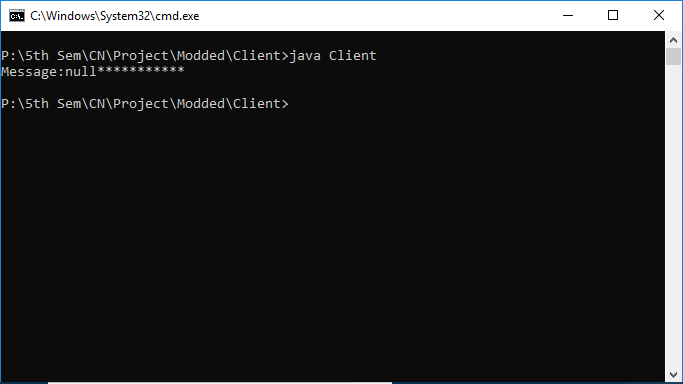 C:\Windows\System32\cmd.exe
P:\5th Sem\CN\Project\Modded\Client>java Client
Message:null***********
P:\5th Sem\CN\Project\Modded\Client>